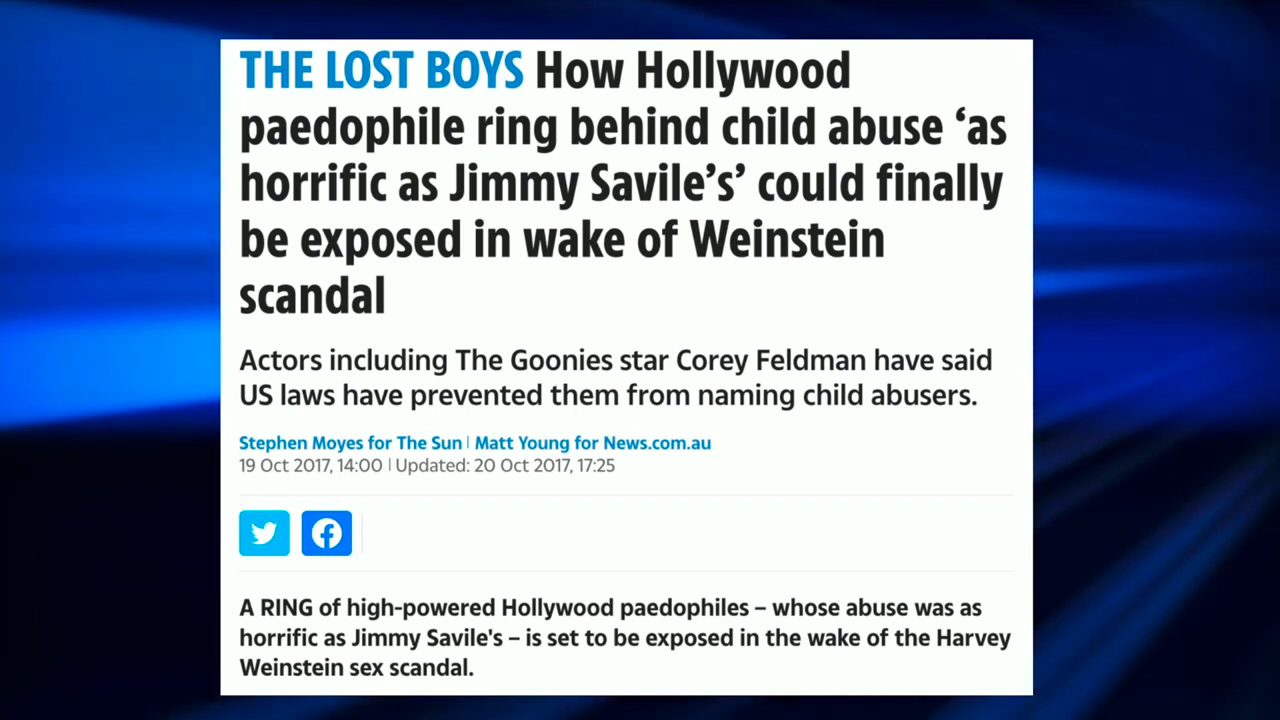 THE LOST BOYS How Hollywood
paedophile ring behind child abuse ‘as
horrific as Jimmy Savile’s’ could finally
be exposed in wake of Weinstein
scandal
Actors including The Goonies star Corey Feldman have said
US laws have prevented them from naming child abusers.
Stephen Moyes for The Sun | Matt Young for News.com.au
19 Oct 2017, 14:00 | Updated: 20 Oct 2017, 17:25
A RING of high-powered Hollywood paedophiles – whose abuse was as
horrific as Jimmy Savile's – is set to be exposed in the wake of the Harvey
Weinstein sex scandal.